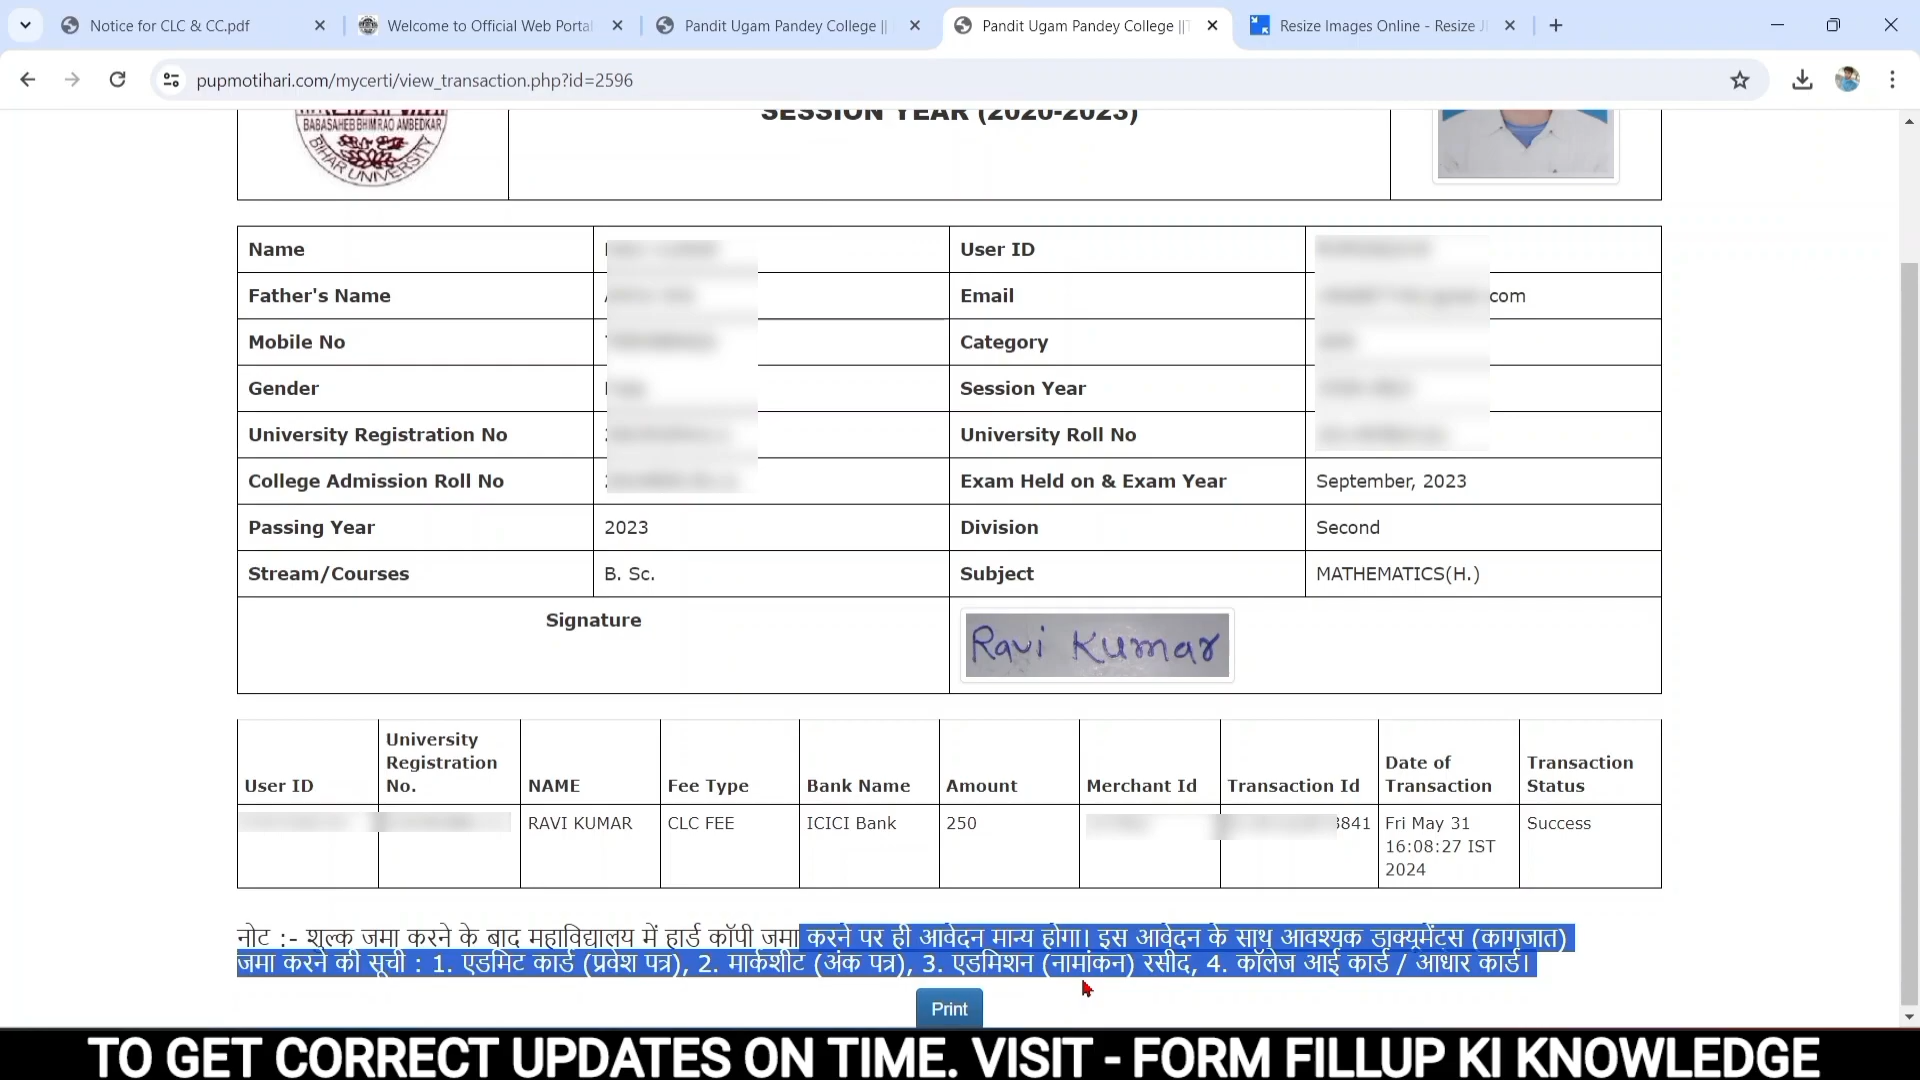 Notice for CLC & CC.pdf
Welcome to Official Web Portal
Pandit Ugam Pandey College ||
Pandit Ugam Pandey College ||
Resize Images Online - Resize
pupmotihari.com/mycerti/view_transaction.php?id=2596
BABASAHEB BHIM RAO AMBEDKAR
BIHAR UNIVERSITY
SESSION YEAR (2020-2023)
Name
User ID
Father's Name
Email com
Mobile No
Category
Gender
Session Year
University Registration No
University Roll No
College Admission Roll No
Exam Held on & Exam Year September, 2023
Passing Year 2023
Division Second
Stream/Courses B. Sc.
Subject MATHEMATICS(H.)
Signature
Ravi Kumar
User ID
University
Registration
No.
NAME
Fee Type
Bank Name
Amount
Merchant Id
Transaction Id
Date of
Transaction
Transaction
Status
RAVI KUMAR
CLC FEE
ICICI Bank
250
3841
Fri May 31
16:08:27 IST
2024
Success
नोट :- शुल्क जमा करने के बाद महाविद्यालय में हार्ड कॉपी जमा करने पर ही आवेदन मान्य होगा। इस आवेदन के साथ आवश्यक डाक्यूमेंट्स (कागजात)
जमा करने की सूची : 1. एडमिट कार्ड (प्रवेश पत्र), 2. मार्कशीट (अंक पत्र), 3. एडमिशन (नामांकन) रसीद, 4. कॉलेज आई कार्ड / आधार कार्ड।
Print
TO GET CORRECT UPDATES ON TIME. VISIT - FORM FILLUP KI KNOWLEDGE